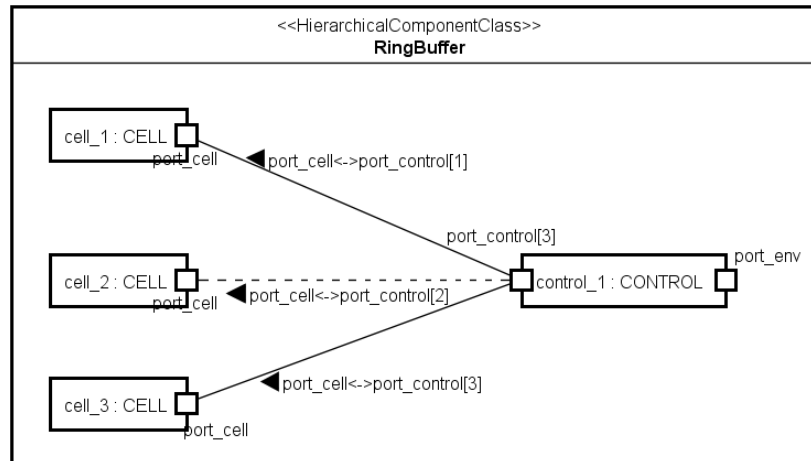 <<HierarchicalComponentClass>>
RingBuffer
cell_1 : CELL
port_cell
port_cell<->port_control[1]
port_control[3]
port_env
cell_2 : CELL
control_1 : CONTROL
port_cell
port_cell<->port_control[2]
cell_3 : CELL
port_cell<->port_control[3]
port_cell